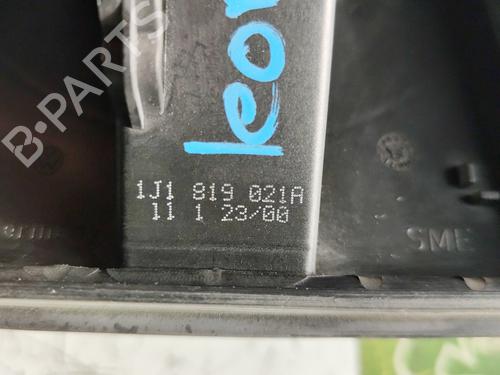 B-PARTS
leon
1J1 819 021A
11 1 23/00
SME